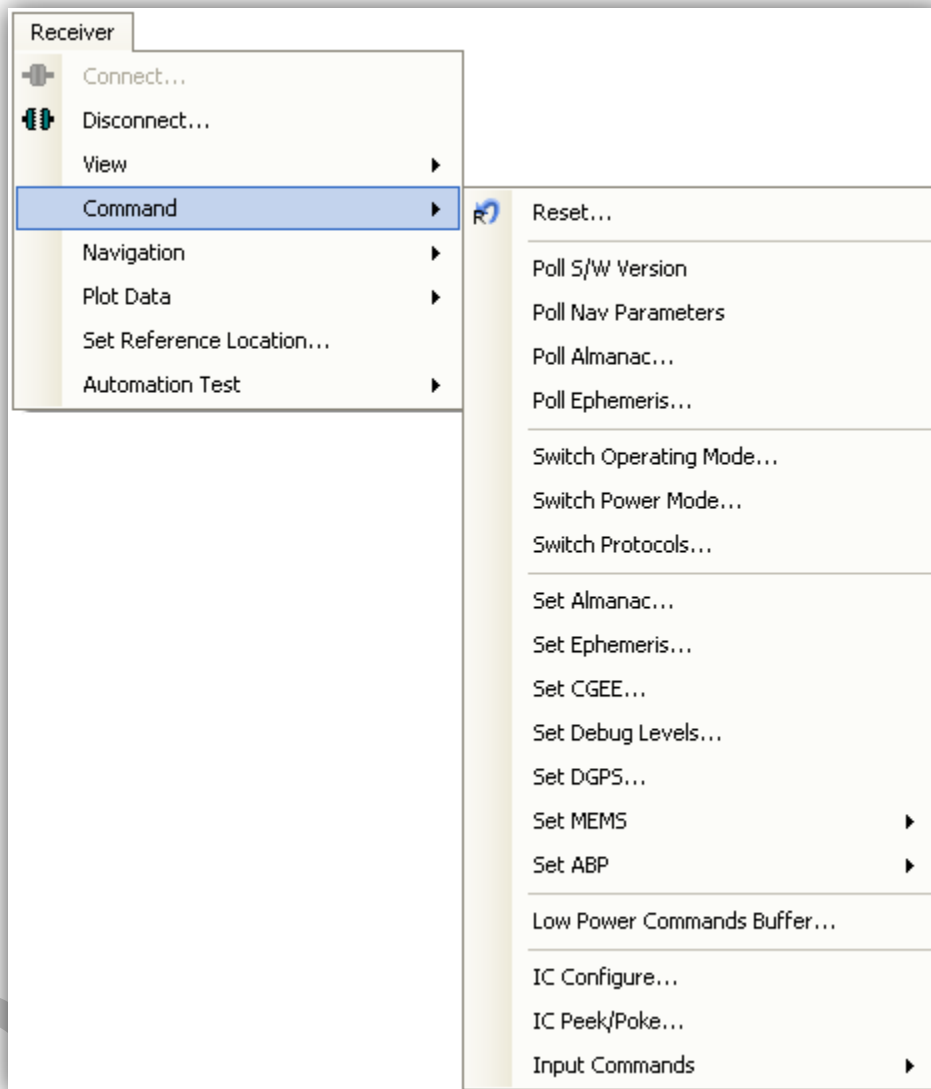 Receiver
Connect...
Disconnect...
View
Command
Navigation
Plot Data
Set Reference Location...
Automation Test
R
Reset...
Poll S/W Version
Poll Nav Parameters
Poll Almanac...
Poll Ephemeris...
Switch Operating Mode...
Switch Power Mode...
Switch Protocols...
Set Almanac...
Set Ephemeris...
Set CGEE...
Set Debug Levels...
Set DGPS...
Set MEMS
Set ABP
Low Power Commands Buffer...
IC Configure...
IC Peek/Poke...
Input Commands